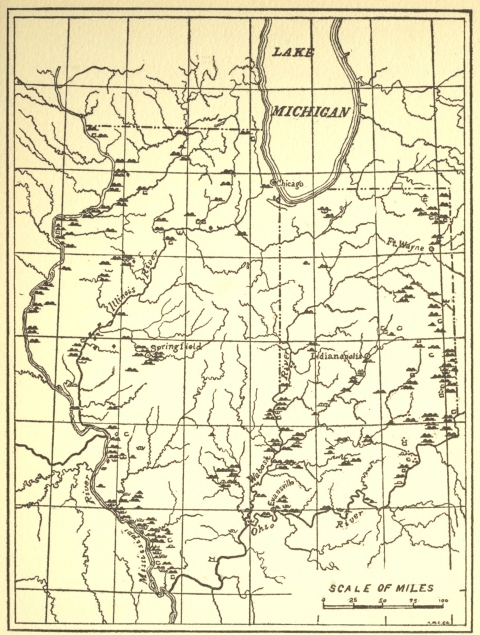 LAKE
MICHIGAN
Chicago
Ft. Wayne
Illinois
River
Springfield
Indianapolis
River
Wabash
Evansville
Ohio
River
River
Mississippi
SCALE OF MILES
0 25 50 75 100